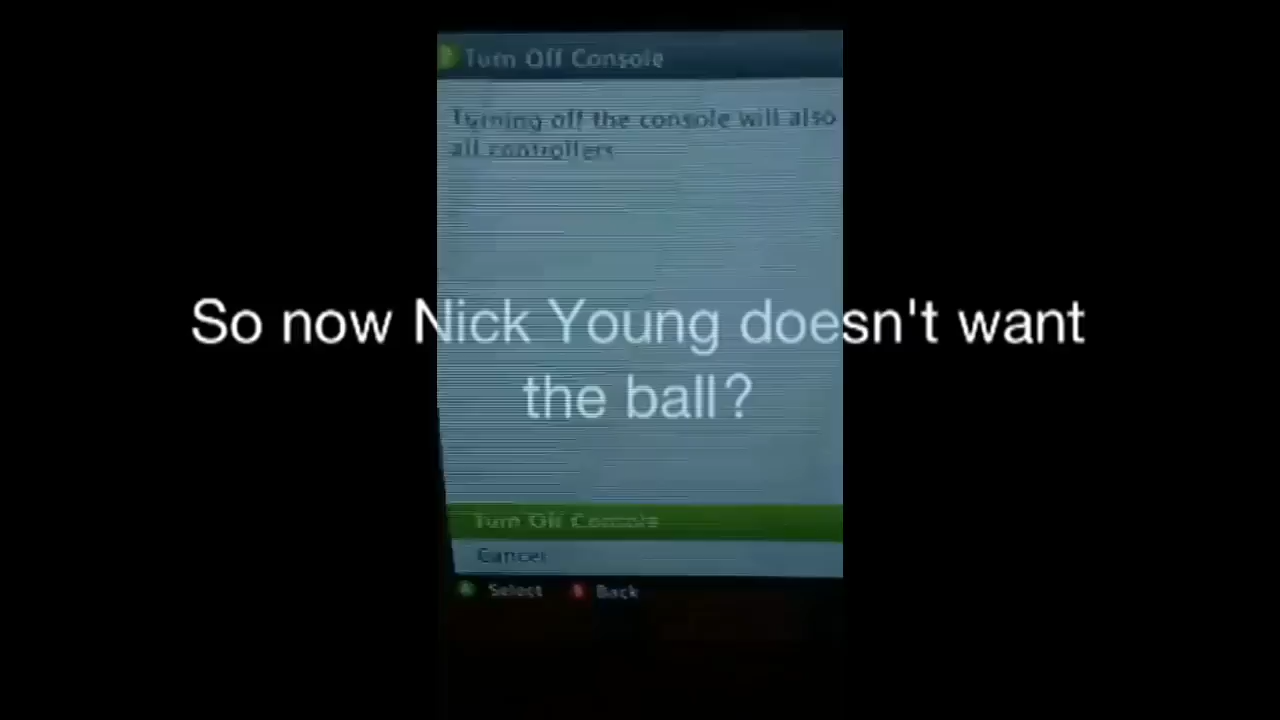 Turn Off Console
Turning off the console will also
all controllers
So now Nick Young doesn't want
the ball?
Turn Off Console
Cancel
Select Back